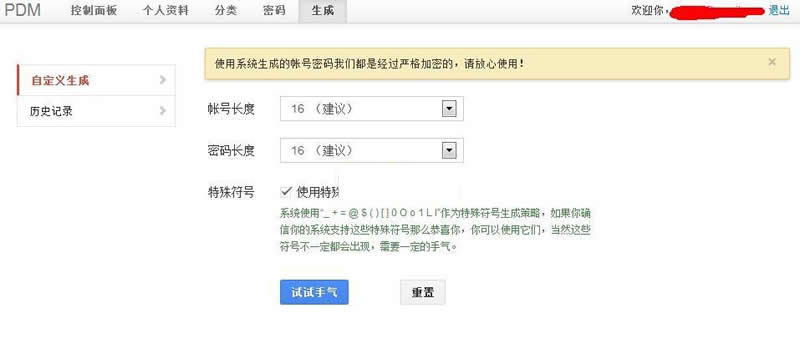 PDM 控制面板 个人资料 分类 密码 生成 欢迎你, 退出
使用系统生成的帐号密码我们都是经过严格加密的，请放心使用！ ×
自定义生成
历史记录
帐号长度 16 （建议）
密码长度 16 （建议）
特殊符号 使用特殊
系统使用“_ + = @ $ ( ) [ ] 0 O o 1 L l”作为特殊符号生成策略，如果你确
信你的系统支持这些特殊符号那么恭喜你，你可以使用它们，当然这些
符号不一定都会出现，需要一定的手气。
试试手气 重置